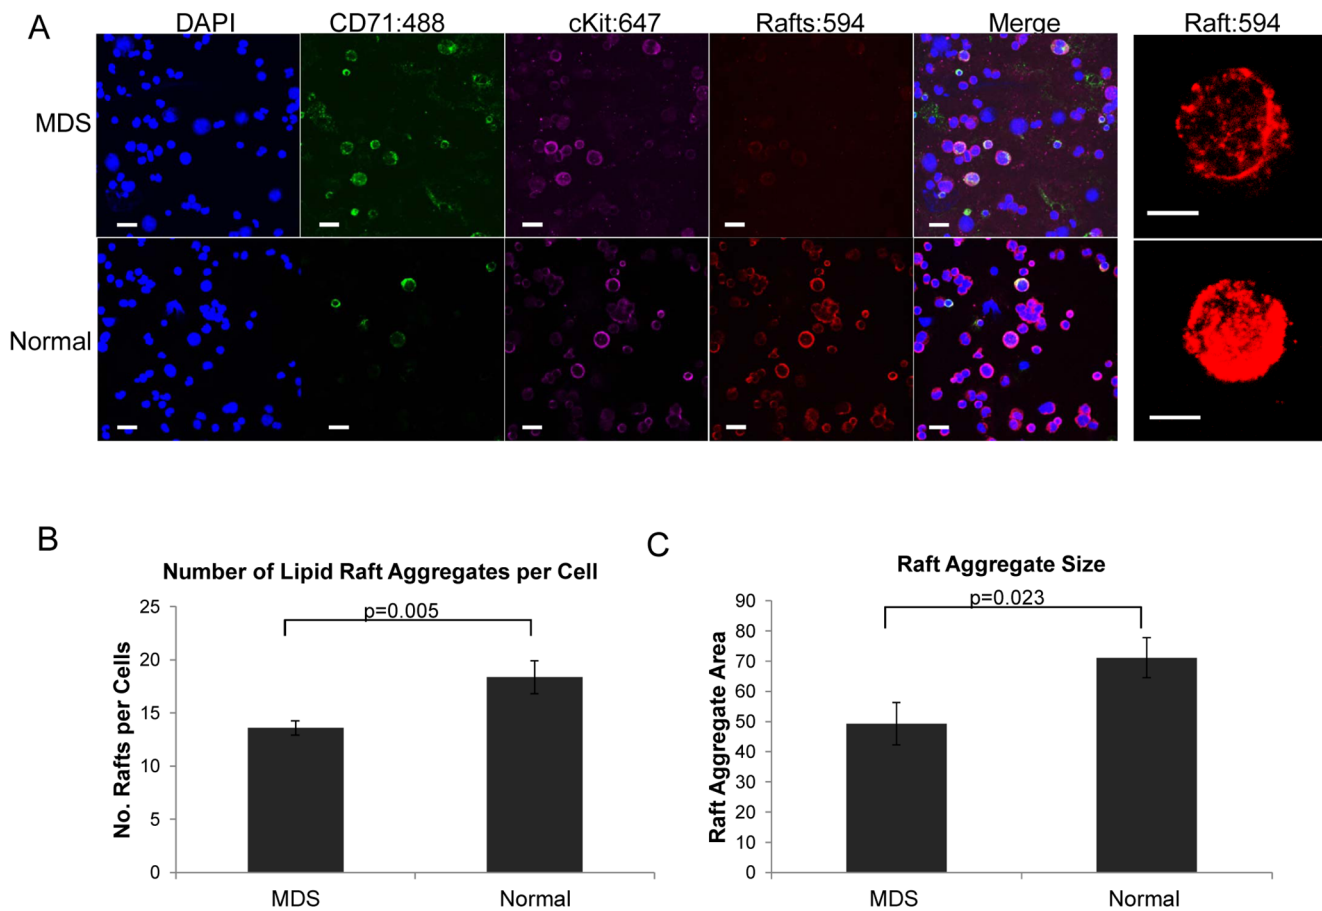 A
DAPI CD71:488 cKit:647 Rafts:594 Merge Raft:594
MDS
Normal
B
Number of Lipid Raft Aggregates per Cell
p=0.005
No. Rafts per Cells
25
20
15
10
5
0
MDS Normal
C
Raft Aggregate Size
p=0.023
Raft Aggregate Area
90
80
70
60
50
40
30
20
10
0
MDS Normal